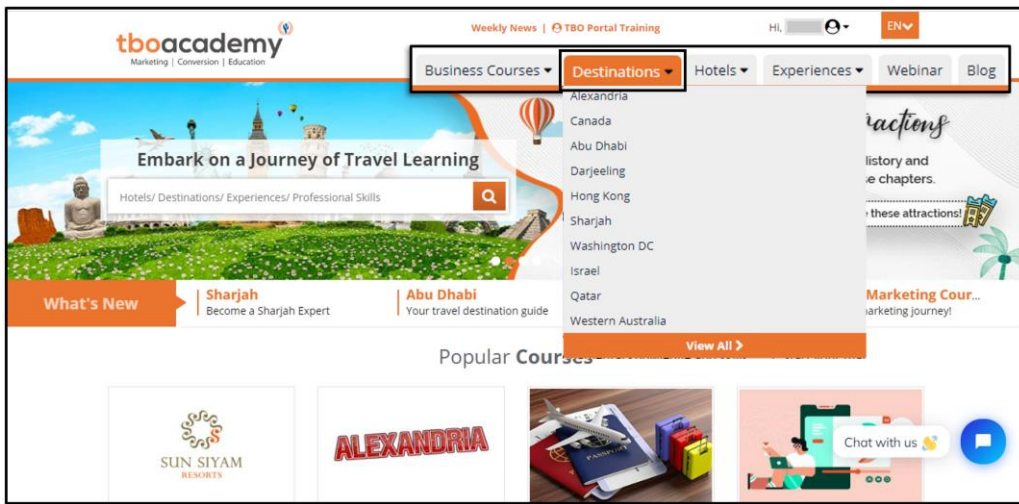 tboacademy
Marketing | Conversion | Education
Weekly News | TBO Portal Training
Hi,
EN
Business Courses
Destinations
Hotels
Experiences
Webinar
Blog
Alexandria
Canada
Abu Dhabi
Darjeeling
Hong Kong
Sharjah
Washington DC
Israel
Qatar
Western Australia
View All
Embark on a Journey of Travel Learning
Hotels/ Destinations/ Experiences/ Professional Skills
listory and
se chapters.
these attractions!
What's New
Sharjah
Become a Sharjah Expert
Abu Dhabi
Your travel destination guide
Marketing Cour...
arketing journey!
Popular Courses
SUN SIYAM
RESORTS
ALEXANDRIA
PASSPORT
Chat with us